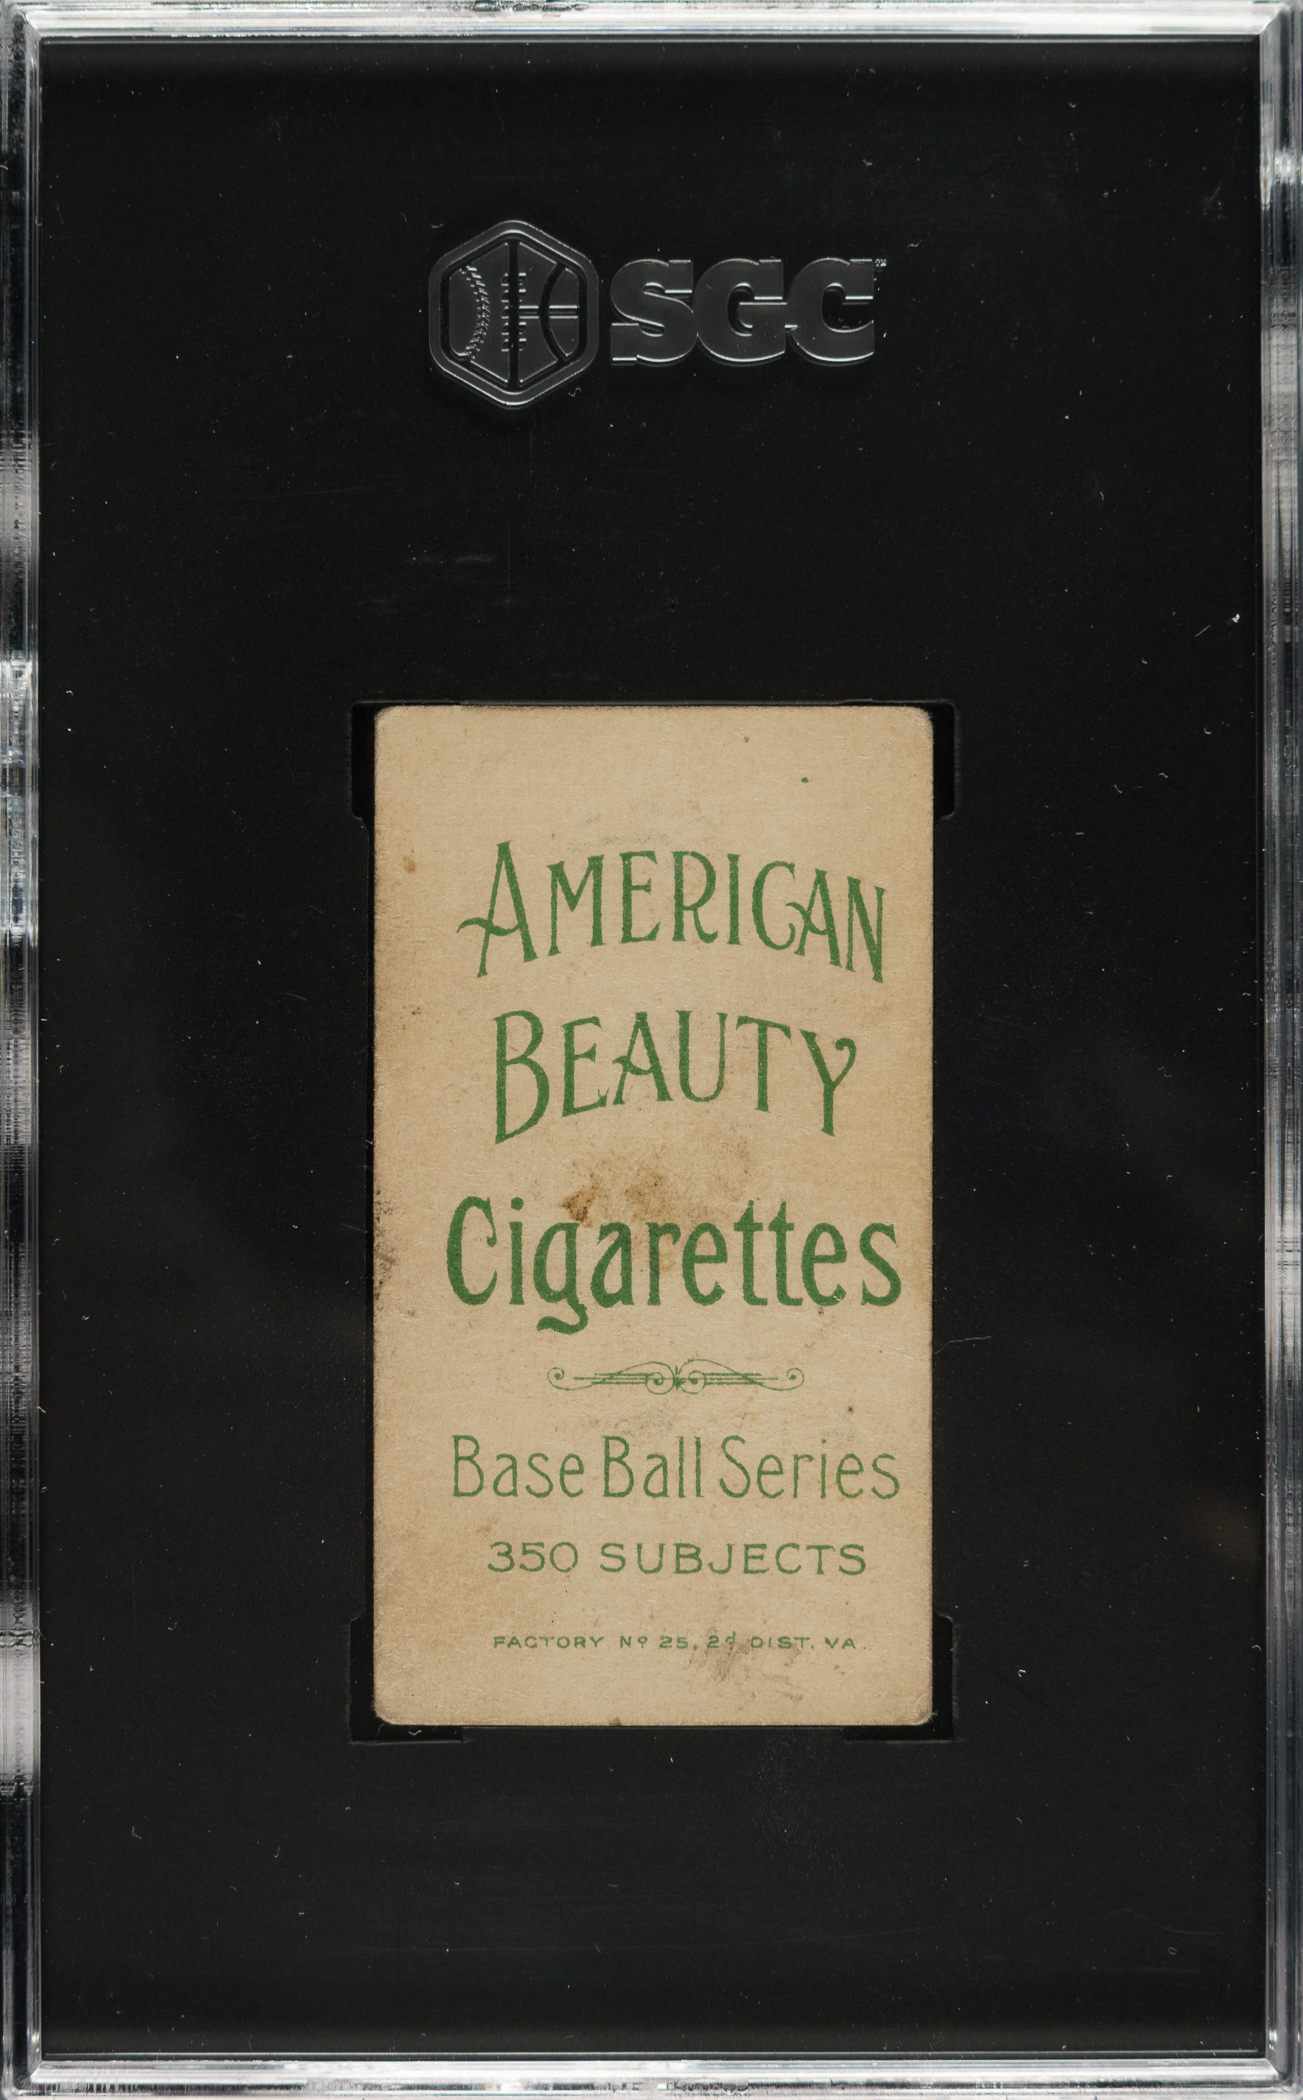 SGC
AMERICAN
BEAUTY
Cigarettes
Base Ball Series
350 SUBJECTS
FACTORY Nº 25, 2d DIST. VA.